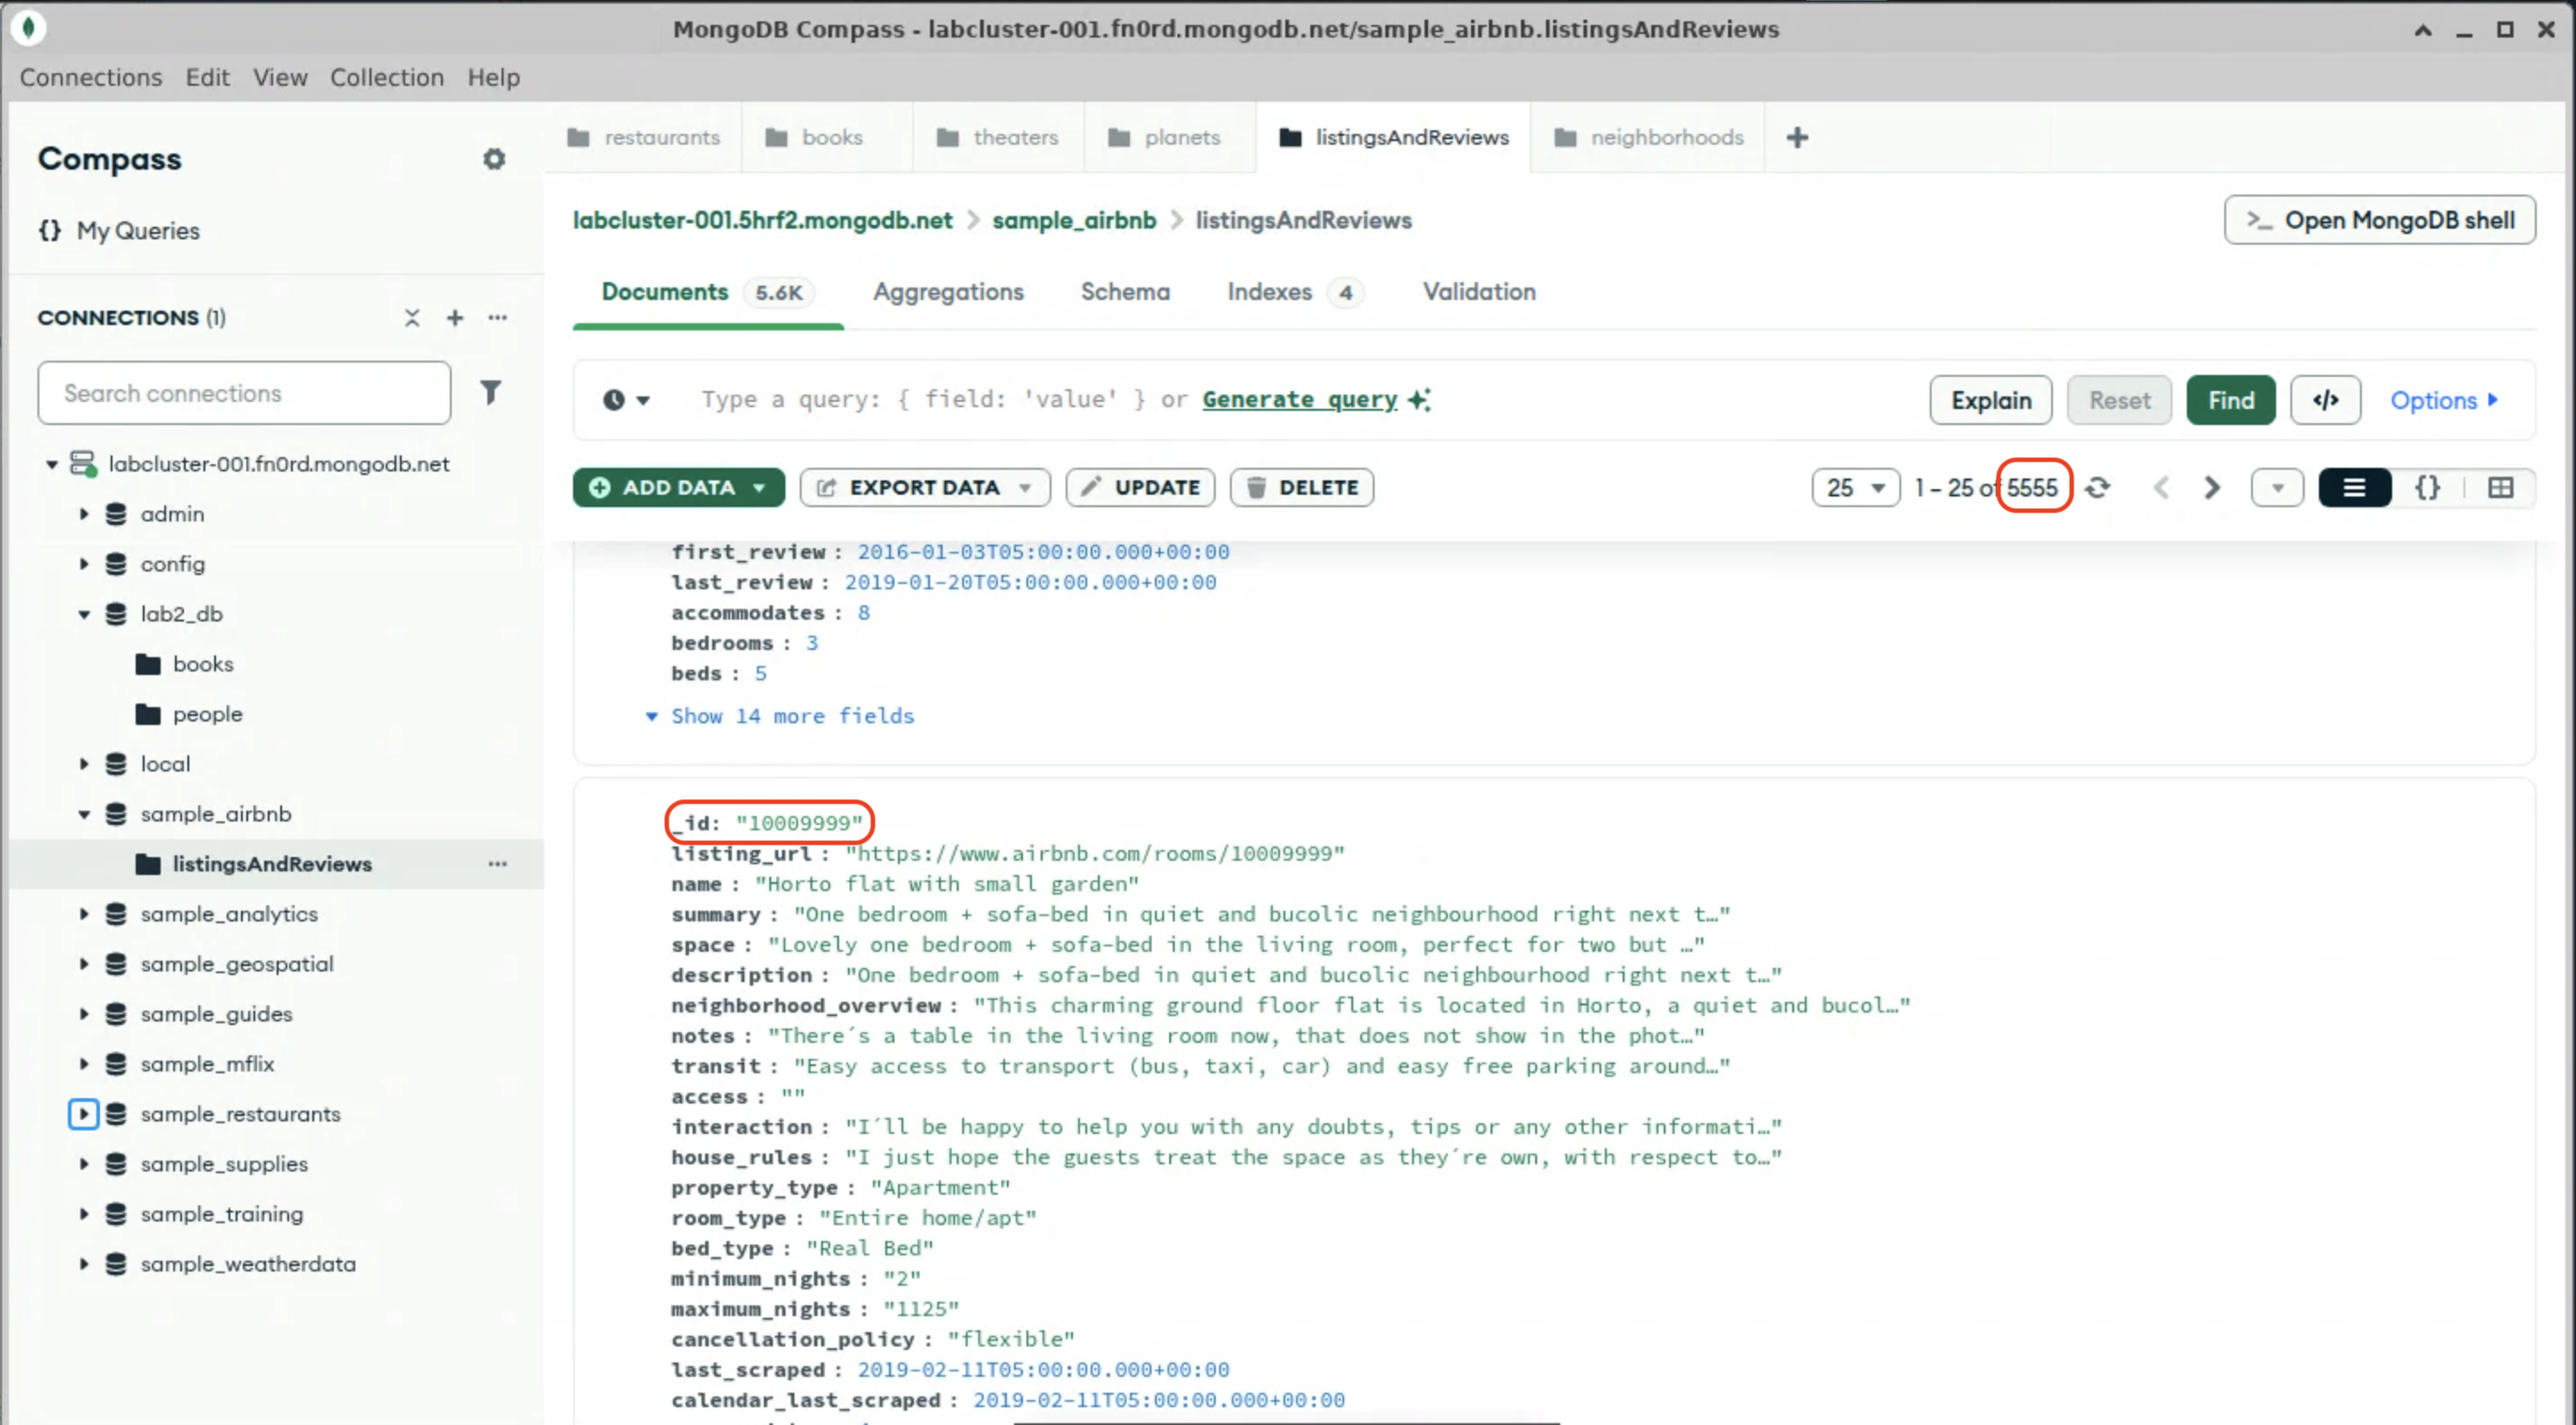 MongoDB Compass - labcluster-001.fn0rd.mongodb.net/sample_airbnb.listingsAndReviews
Connections Edit View Collection Help
Compass
{} My Queries
CONNECTIONS (1)
Search connections
labcluster-001.fn0rd.mongodb.net
admin
config
lab2_db
books
people
local
sample_airbnb
listingsAndReviews
sample_analytics
sample_geospatial
sample_guides
sample_mflix
sample_restaurants
sample_supplies
sample_training
sample_weatherdata
restaurants books theaters planets listingsAndReviews neighborhoods +
labcluster-001.5hrf2.mongodb.net > sample_airbnb > listingsAndReviews
>_ Open MongoDB shell
Documents 5.6K Aggregations Schema Indexes 4 Validation
Type a query: { field: 'value' } or Generate query
Explain Reset Find </> Options
ADD DATA EXPORT DATA UPDATE DELETE 25 1 – 25 of 5555 {}
first_review : 2016-01-03T05:00:00.000+00:00
last_review : 2019-01-20T05:00:00.000+00:00
accommodates : 8
bedrooms : 3
beds : 5
Show 14 more fields
_id: "10009999"
listing_url : "https://www.airbnb.com/rooms/10009999"
name : "Horto flat with small garden"
summary : "One bedroom + sofa-bed in quiet and bucolic neighbourhood right next t…"
space : "Lovely one bedroom + sofa-bed in the living room, perfect for two but …"
description : "One bedroom + sofa-bed in quiet and bucolic neighbourhood right next t…"
neighborhood_overview : "This charming ground floor flat is located in Horto, a quiet and bucol…"
notes : "There´s a table in the living room now, that does not show in the phot…"
transit : "Easy access to transport (bus, taxi, car) and easy free parking around…"
access : ""
interaction : "I´ll be happy to help you with any doubts, tips or any other informati…"
house_rules : "I just hope the guests treat the space as they´re own, with respect to…"
property_type : "Apartment"
room_type : "Entire home/apt"
bed_type : "Real Bed"
minimum_nights : "2"
maximum_nights : "1125"
cancellation_policy : "flexible"
last_scraped : 2019-02-11T05:00:00.000+00:00
calendar_last_scraped : 2019-02-11T05:00:00.000+00:00